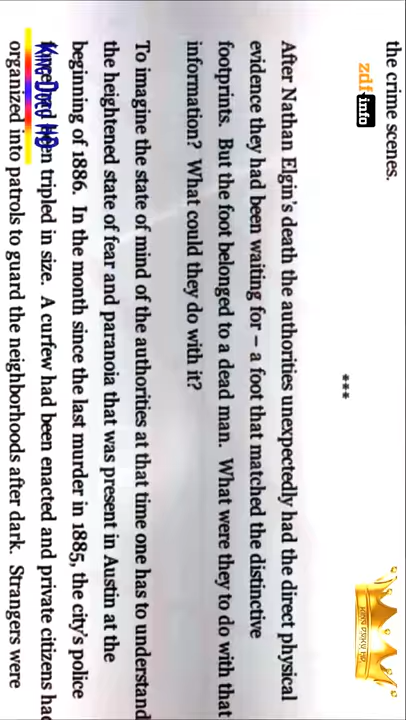 the crime scenes.
zdf info
***
After Nathan Elgin's death the authorities unexpectedly had the direct physical
evidence they had been waiting for – a foot that matched the distinctive
footprints. But the foot belonged to a dead man. What were they to do with that
information? What could they do with it?
To imagine the state of mind of the authorities at that time one has to understand
the heightened state of fear and paranoia that was present in Austin at the
beginning of 1886. In the month since the last murder in 1885, the city's police
tripled in size. A curfew had been enacted and private citizens had
organized into patrols to guard the neighborhoods after dark. Strangers were